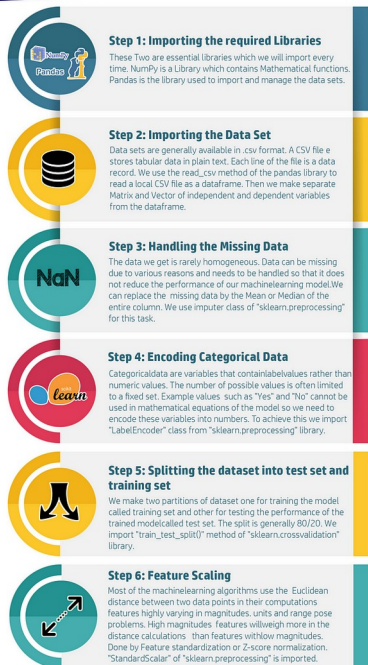 Step 1: Importing the required Libraries
These Two are essential libraries which we will import every
time. NumPy is a Library which contains Mathematical functions.
Pandas is the library used to import and manage the data sets.
NumPy
Pandas
Step 2: Importing the Data Set
Data sets are generally available in .csv format. A CSV file e
stores tabular data in plain text. Each line of the file is a data
record. We use the read_csv method of the pandas library to
read a local CSV file as a dataframe. Then we make separate
Matrix and Vector of independent and dependent variables
from the dataframe.
Step 3: Handling the Missing Data
The data we get is rarely homogeneous. Data can be missing
due to various reasons and needs to be handled so that it does
not reduce the performance of our machinelearning model.We
can replace the missing data by the Mean or Median of the
entire column. We use imputer class of "sklearn.preprocessing"
for this task.
NaN
Step 4: Encoding Categorical Data
Categoricaldata are variables that containlabelvalues rather than
numeric values. The number of possible values is often limited
to a fixed set. Example values such as "Yes" and "No" cannot be
used in mathematical equations of the model so we need to
encode these variables into numbers. To achieve this we import
"LabelEncoder" class from "sklearn.preprocessing" library.
learn
Step 5: Splitting the dataset into test set and
training set
We make two partitions of dataset one for training the model
called training set and other for testing the performance of the
trained modelcalled test set. The split is generally 80/20. We
import "train_test_split()" method of "sklearn.crossvalidation"
library.
Step 6: Feature Scaling
Most of the machinelearning algorithms use the Euclidean
distance between two data points in their computations
features highly varying in magnitudes. units and range pose
problems. High magnitudes features willweigh more in the
distance calculations than features withlow magnitudes.
Done by Feature standardization or Z-score normalization.
"StandardScalar" of "sklearn.preprocessing" is imported.